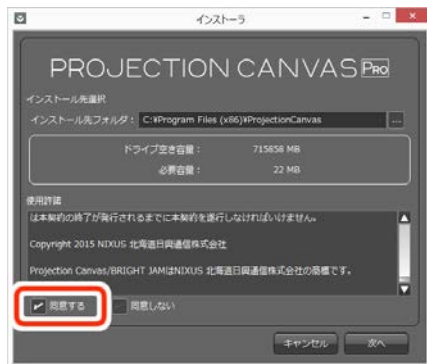 インストーラ
PROJECTION CANVAS PRO
インストール先選択
インストール先フォルダ： C:¥Program Files (x86)¥ProjectionCanvas ...
ドライブ空き容量： 715858 MB
必要容量： 22 MB
使用許諾
は本契約の終了が発行されるまでに本契約を遂行しなければいけません。
Copyright 2015 NIXUS 北海道日興通信株式会社
Projection Canvas/BRIGHT JAMはNIXUS 北海道日興通信株式会社の商標です。
同意する 同意しない
キャンセル 次へ